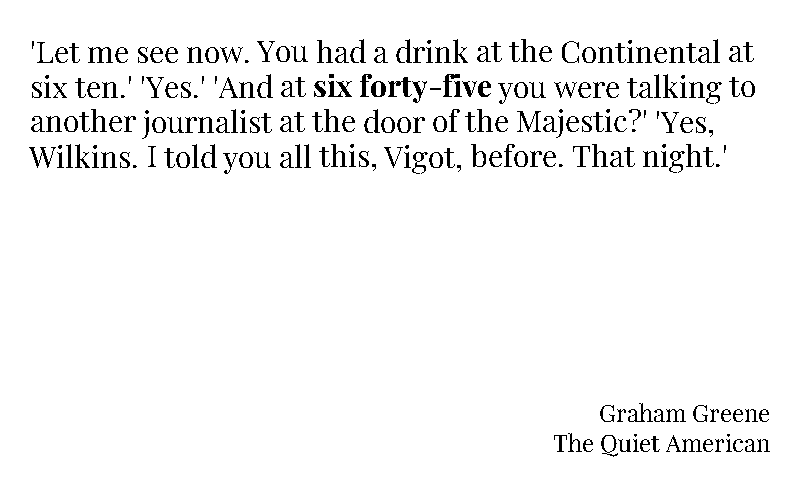 'Let me see now. You had a drink at the Continental at
six ten.' 'Yes.' 'And at six forty-five you were talking to
another journalist at the door of the Majestic?' 'Yes,
Wilkins. I told you all this, Vigot, before. That night.'
Graham Greene
The Quiet American